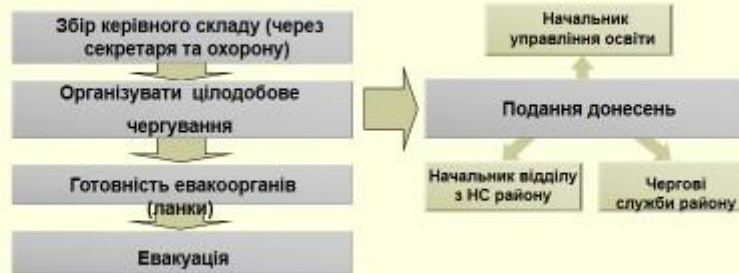 Збір керівного складу (через
секретаря та охорону)
Організувати цілодобове
чергування
Готовність евакоорганів
(ланки)
Евакуація
Начальник
управління освіти
Подання донесень
Начальник відділу
з НС району
Чергові
служби району